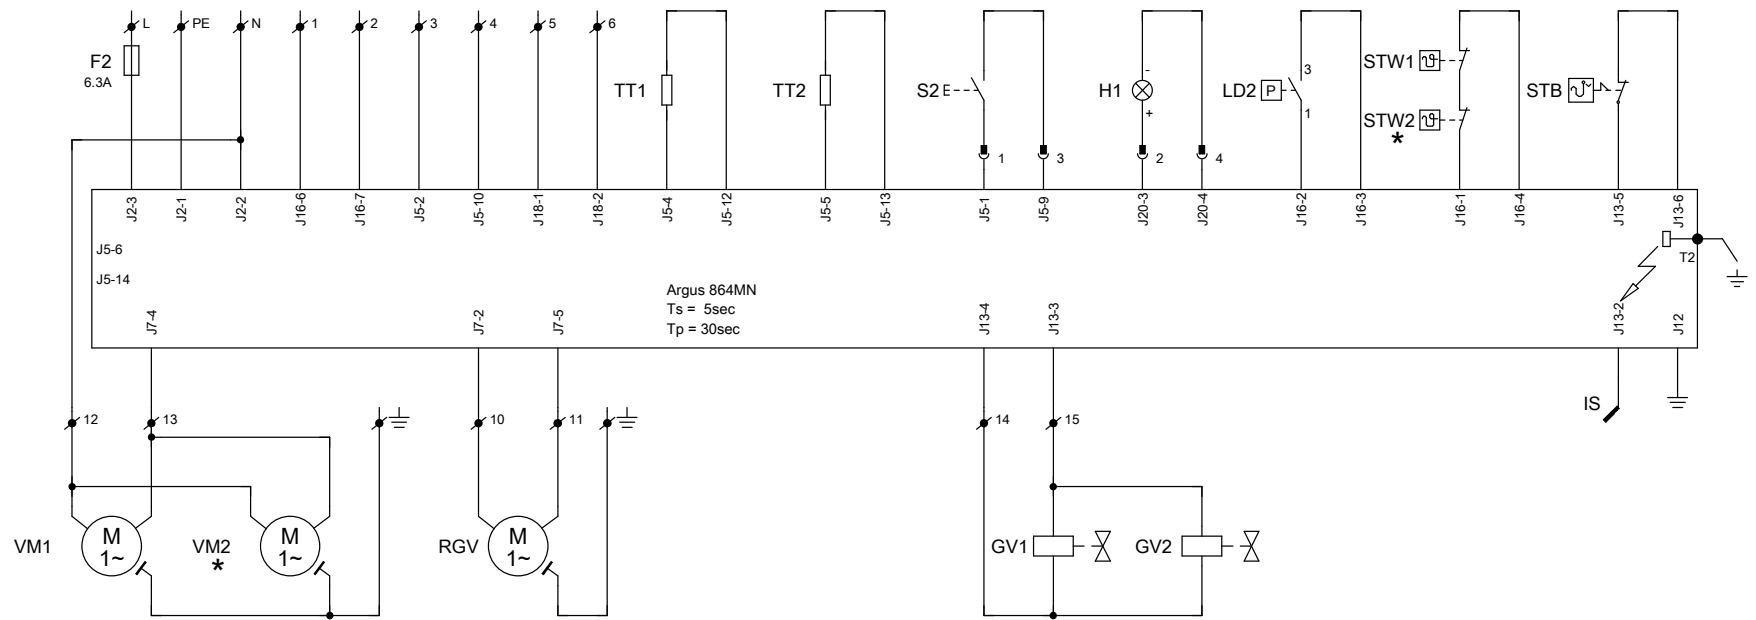 L PE N 1 2 3 4 5 6
F2
6.3A
TT1 TT2 S2 E H1 - + LD2 P 3 1
STW1 ϑ
STW2 ϑ
*
STB ϑ
1 3 2 4
J2-3 J2-1 J2-2 J16-6 J16-7 J5-2 J5-10 J18-1 J18-2 J5-4 J5-12 J5-5 J5-13 J5-1 J5-9 J20-3 J20-4 J16-2 J16-3 J16-1 J16-4 J13-5 J13-6
J5-6
J5-14
T2
Argus 864MN
Ts = 5sec
Tp = 30sec
J7-4 J7-2 J7-5 J13-4 J13-3 J13-2 J12
12 13 10 11 14 15
IS
VM1 M
1~
VM2 M
* 1~
RGV M
1~
GV1 GV2